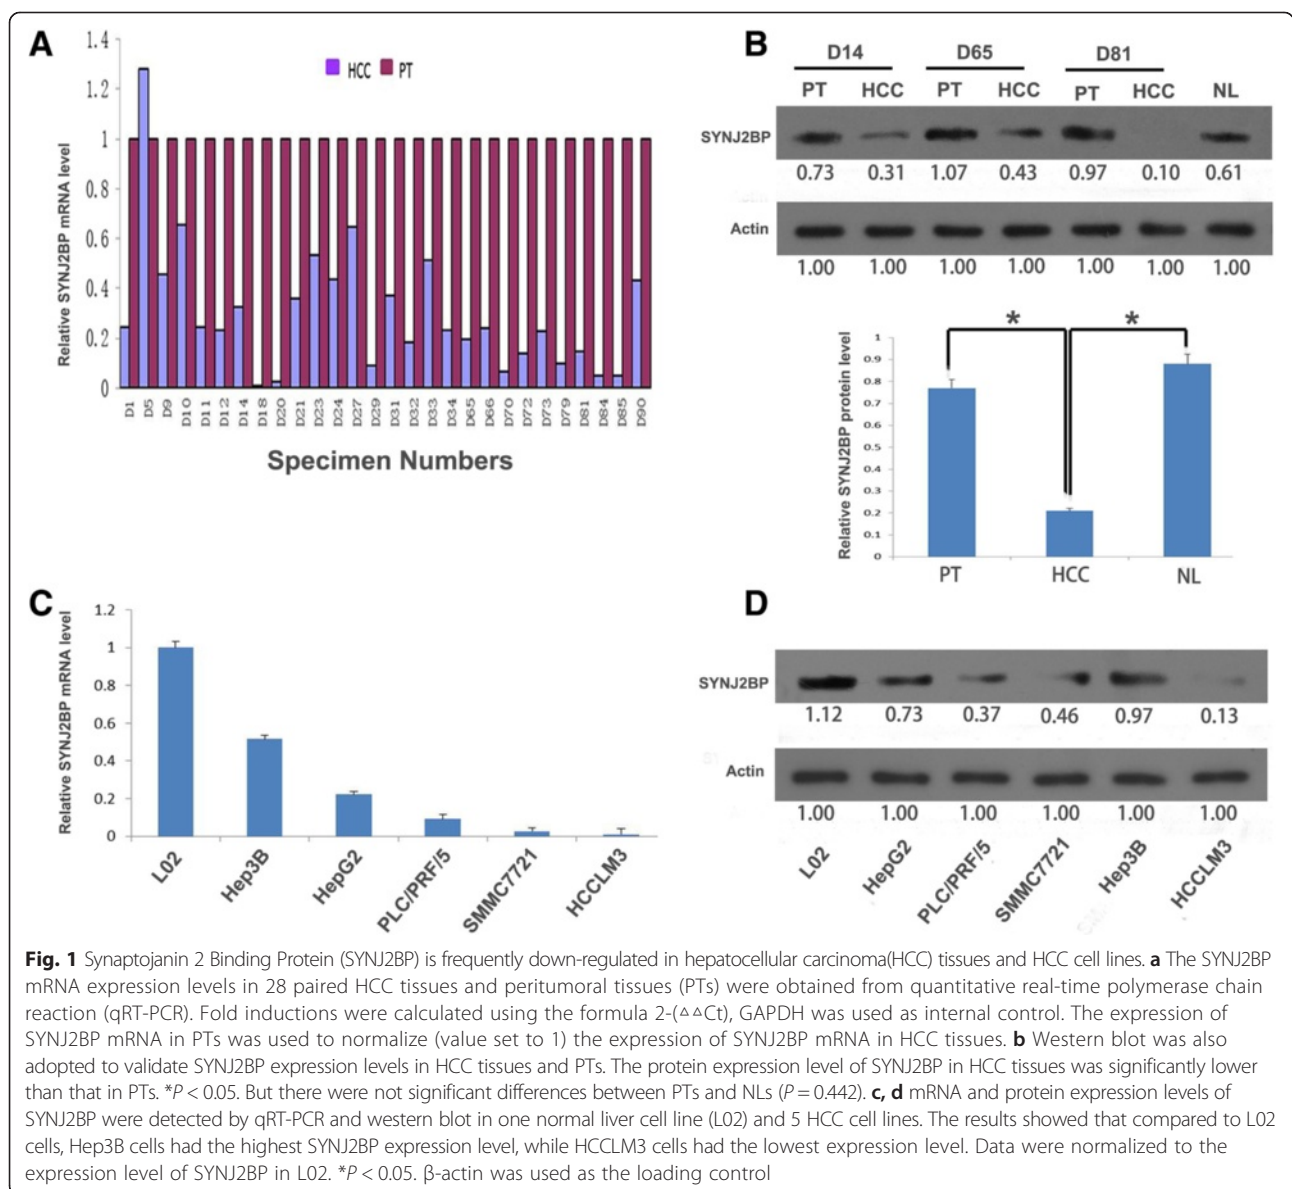 A
1.4
1.2
1
0.8
0.6
0.4
0.2
0
Relative SYNJ2BP mRNA level
HCC PT
D1 D5 D9 D10 D11 D12 D14 D18 D20 D21 D23 D24 D27 D29 D31 D32 D33 D34 D65 D66 D70 D72 D73 D79 D81 D84 D85 D90
Specimen Numbers
B
D14 D65 D81
PT HCC PT HCC PT HCC NL
SYNJ2BP
0.73 0.31 1.07 0.43 0.97 0.10 0.61
Actin
1.00 1.00 1.00 1.00 1.00 1.00 1.00
* *
1
0.9
0.8
0.7
0.6
0.5
0.4
0.3
0.2
0.1
0
Relative SYNJ2BP protein level
PT HCC NL
C
1.2
1
0.8
0.6
0.4
0.2
0
Relative SYNJ2BP mRNA level
L02 Hep3B HepG2 PLC/PRF/5 SMMC7721 HCCLM3
D
SYNJ2BP
1.12 0.73 0.37 0.46 0.97 0.13
Actin
1.00 1.00 1.00 1.00 1.00 1.00
L02 HepG2 PLC/PRF/5 SMMC7721 Hep3B HCCLM3
Fig. 1 Synaptojanin 2 Binding Protein (SYNJ2BP) is frequently down-regulated in hepatocellular carcinoma(HCC) tissues and HCC cell lines. a The SYNJ2BP
mRNA expression levels in 28 paired HCC tissues and peritumoral tissues (PTs) were obtained from quantitative real-time polymerase chain
reaction (qRT-PCR). Fold inductions were calculated using the formula 2-(△△Ct), GAPDH was used as internal control. The expression of
SYNJ2BP mRNA in PTs was used to normalize (value set to 1) the expression of SYNJ2BP mRNA in HCC tissues. b Western blot was also
adopted to validate SYNJ2BP expression levels in HCC tissues and PTs. The protein expression level of SYNJ2BP in HCC tissues was significantly lower
than that in PTs. *P < 0.05. But there were not significant differences between PTs and NLs (P = 0.442). c, d mRNA and protein expression levels of
SYNJ2BP were detected by qRT-PCR and western blot in one normal liver cell line (L02) and 5 HCC cell lines. The results showed that compared to L02
cells, Hep3B cells had the highest SYNJ2BP expression level, while HCCLM3 cells had the lowest expression level. Data were normalized to the
expression level of SYNJ2BP in L02. *P < 0.05. β-actin was used as the loading control